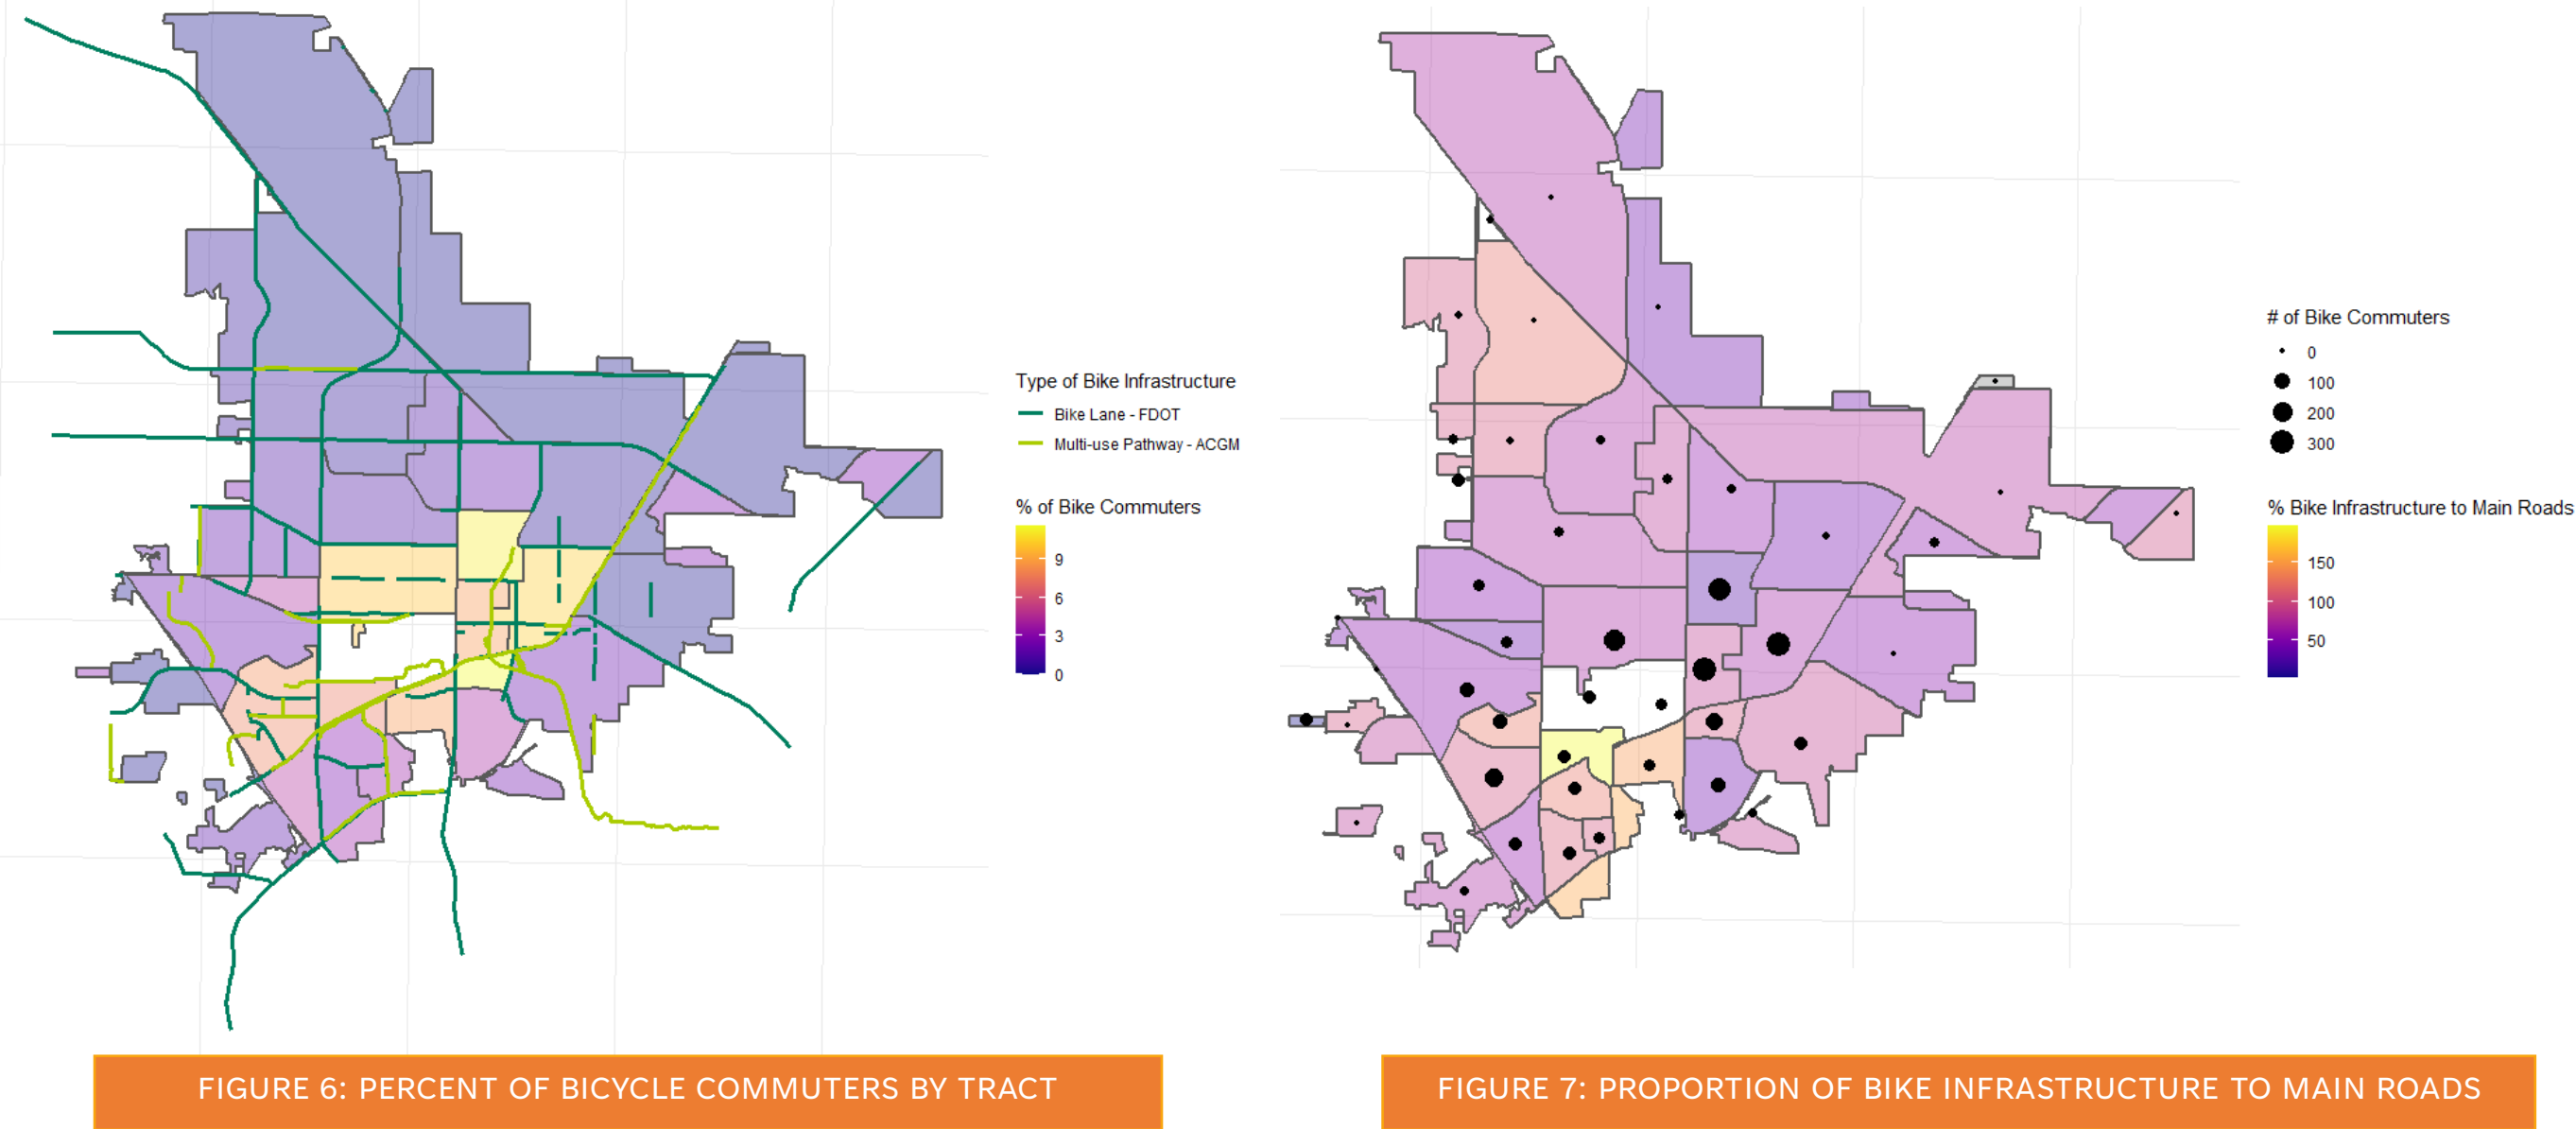 Type of Bike Infrastructure
Bike Lane - FDOT
Multi-use Pathway - ACGM
% of Bike Commuters
9
6
3
0
FIGURE 6: PERCENT OF BICYCLE COMMUTERS BY TRACT
# of Bike Commuters
0
100
200
300
% Bike Infrastructure to Main Roads
150
100
50
FIGURE 7: PROPORTION OF BIKE INFRASTRUCTURE TO MAIN ROADS